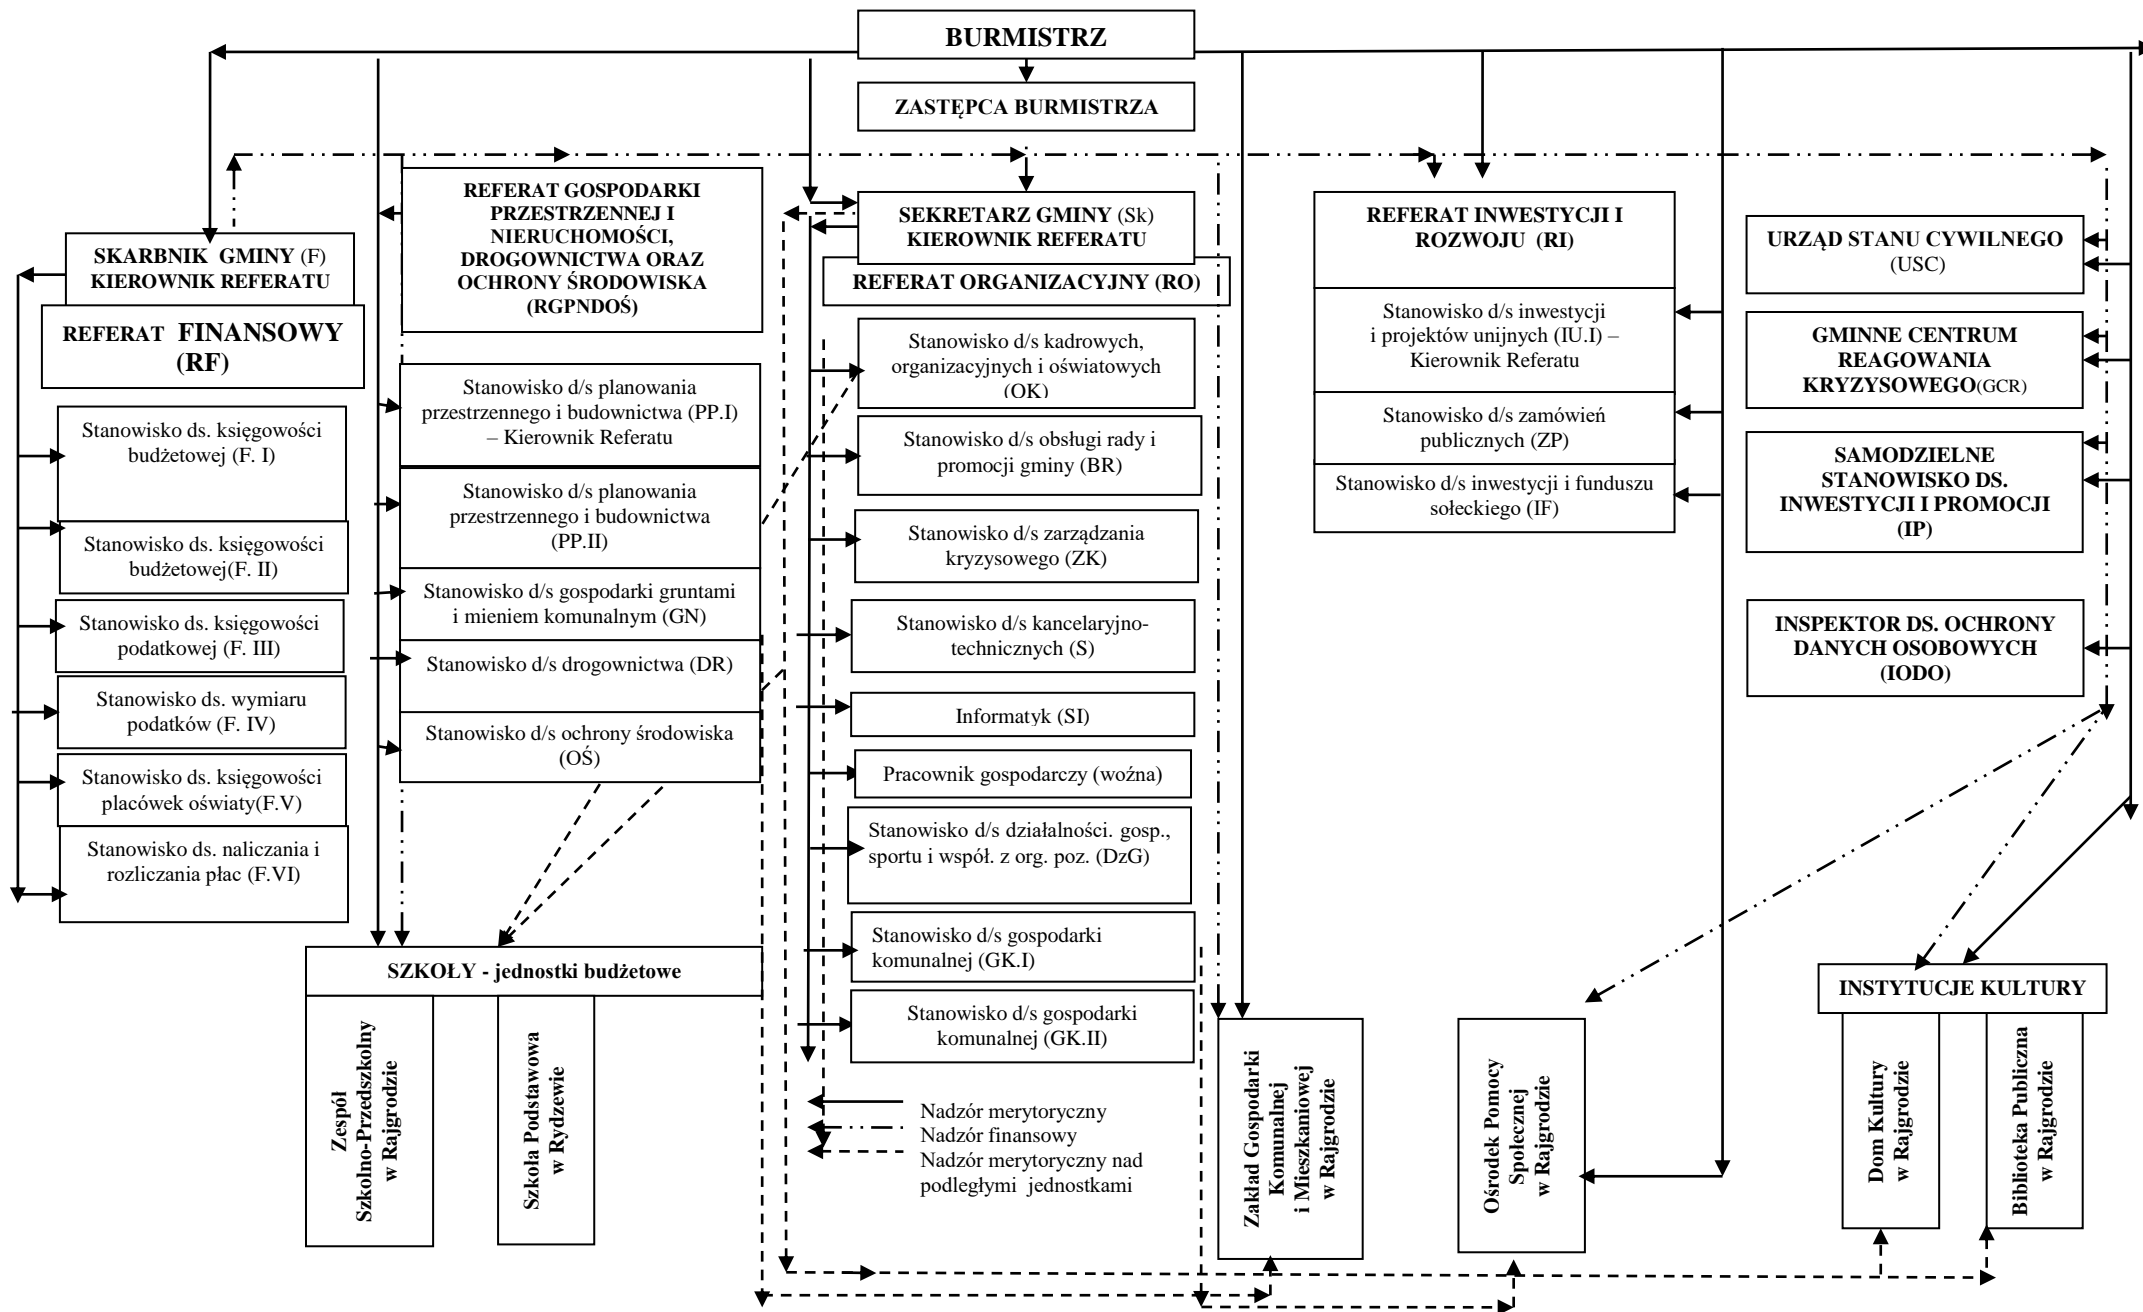 BURMISTRZ
ZASTĘPCA BURMISTRZA
SKARBNIK GMINY (F)
KIEROWNIK REFERATU
REFERAT FINANSOWY
(RF)
Stanowisko ds. księgowości
budżetowej (F. I)
Stanowisko ds. księgowości
budżetowej(F. II)
Stanowisko ds. księgowości
podatkowej (F. III)
Stanowisko ds. wymiaru
podatków (F. IV)
Stanowisko ds. księgowości
placówek oświaty(F.V)
Stanowisko ds. naliczania i
rozliczania płac (F.VI)
REFERAT GOSPODARKI
PRZESTRZENNEJ I
NIERUCHOMOŚCI,
DROGOWNICTWA ORAZ
OCHRONY ŚRODOWISKA
(RGPNDOŚ)
Stanowisko d/s planowania
przestrzennego i budownictwa (PP.I)
– Kierownik Referatu
Stanowisko d/s planowania
przestrzennego i budownictwa
(PP.II)
Stanowisko d/s gospodarki gruntami
i mieniem komunalnym (GN)
Stanowisko d/s drogownictwa (DR)
Stanowisko d/s ochrony środowiska
(OŚ)
SZKOŁY - jednostki budżetowe
Zespół
Szkolno-Przedszkolny
w Rajgrodzie
Szkoła Podstawowa
w Rydzewie
SEKRETARZ GMINY (Sk)
KIEROWNIK REFERATU
REFERAT ORGANIZACYJNY (RO)
Stanowisko d/s kadrowych,
organizacyjnych i oświatowych
(OK)
Stanowisko d/s obsługi rady i
promocji gminy (BR)
Stanowisko d/s zarządzania
kryzysowego (ZK)
Stanowisko d/s kancelaryjno-
technicznych (S)
Informatyk (SI)
Pracownik gospodarczy (woźna)
Stanowisko d/s działalności. gosp.,
sportu i współ. z org. poz. (DzG)
Stanowisko d/s gospodarki
komunalnej (GK.I)
Stanowisko d/s gospodarki
komunalnej (GK.II)
Nadzór merytoryczny
Nadzór finansowy
Nadzór merytoryczny nad
podległymi jednostkami
REFERAT INWESTYCJI I
ROZWOJU (RI)
Stanowisko d/s inwestycji
i projektów unijnych (IU.I) –
Kierownik Referatu
Stanowisko d/s zamówień
publicznych (ZP)
Stanowisko d/s inwestycji i funduszu
sołeckiego (IF)
Zakład Gospodarki
Komunalnej
i Mieszkaniowej
w Rajgrodzie
Ośrodek Pomocy
Społecznej
w Rajgrodzie
URZĄD STANU CYWILNEGO
(USC)
GMINNE CENTRUM
REAGOWANIA
KRYZYSOWEGO(GCR)
SAMODZIELNE
STANOWISKO DS.
INWESTYCJI I PROMOCJI
(IP)
INSPEKTOR DS. OCHRONY
DANYCH OSOBOWYCH
(IODO)
INSTYTUCJE KULTURY
Dom Kultury
w Rajgrodzie
Biblioteka Publiczna
w Rajgrodzie